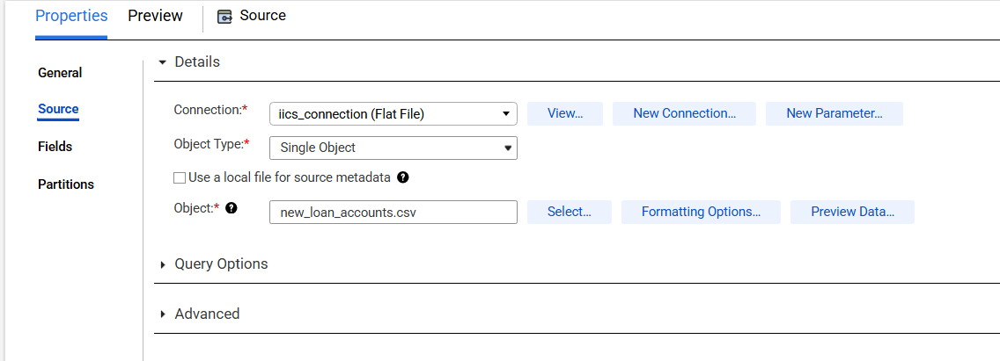 Properties Preview Source
General
Source
Fields
Partitions
Details
Connection:* iics_connection (Flat File) View... New Connection... New Parameter...
Object Type:* Single Object
Use a local file for source metadata ?
Object:* ? new_loan_accounts.csv Select... Formatting Options... Preview Data...
Query Options
Advanced